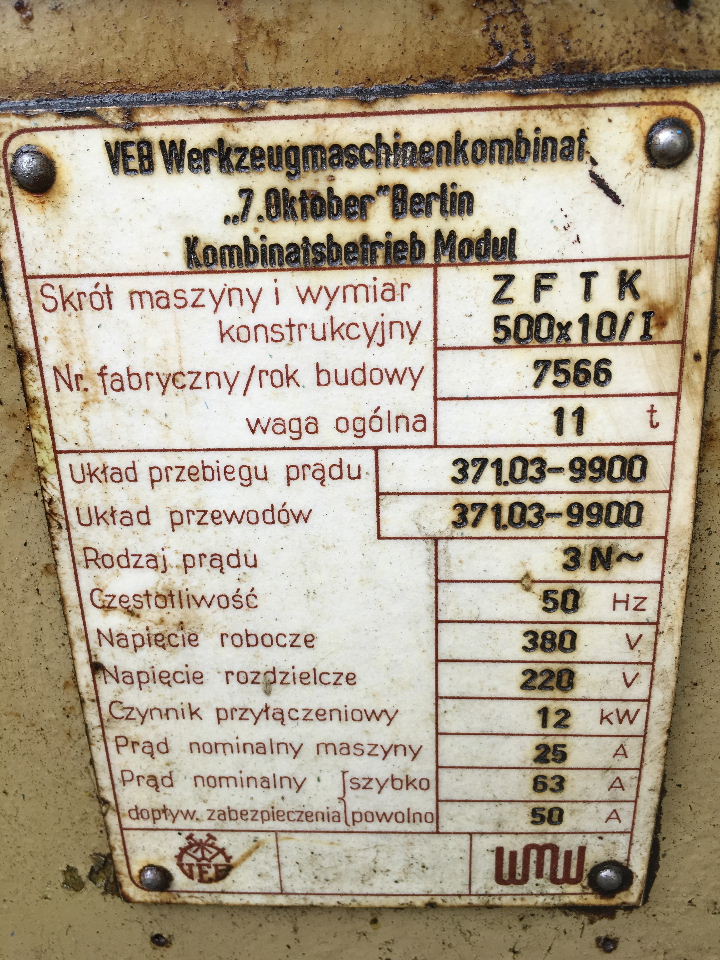 VEB Werkzeugmaschinenkombinat
„7.Oktober" Berlin
Kombinatsbetrieb Modul
Skrót maszyny i wymiar konstrukcyjny Z F T K 500x10/I
Nr. fabryczny/rok budowy 7566
waga ogólna 11 t
Układ przebiegu prądu 371.03-9900
Układ przewodów 371.03-9900
Rodzaj prądu 3 N~
Częstotliwość 50 Hz
Napięcie robocze 380 V
Napięcie rozdzielcze 220 V
Czynnik przyłączeniowy 12 kW
Prąd nominalny maszyny 25 A
Prąd nominalny szybko 63 A
dopływ. zabezpieczenia powolno 50 A
VEB WMW